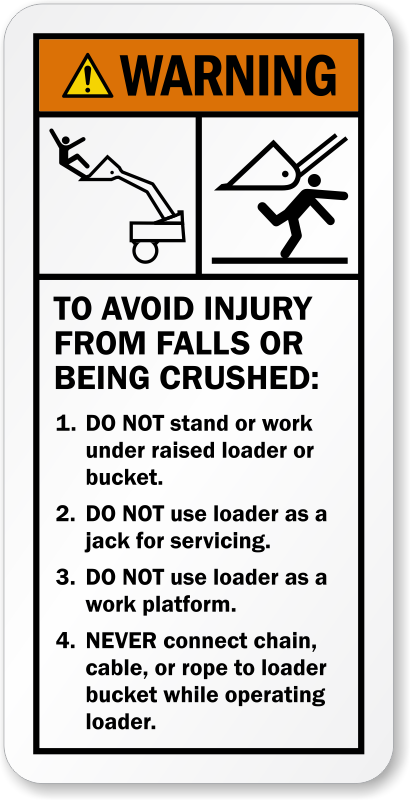 WARNING
TO AVOID INJURY
FROM FALLS OR
BEING CRUSHED:
1. DO NOT stand or work
under raised loader or
bucket.
2. DO NOT use loader as a
jack for servicing.
3. DO NOT use loader as a
work platform.
4. NEVER connect chain,
cable, or rope to loader
bucket while operating
loader.